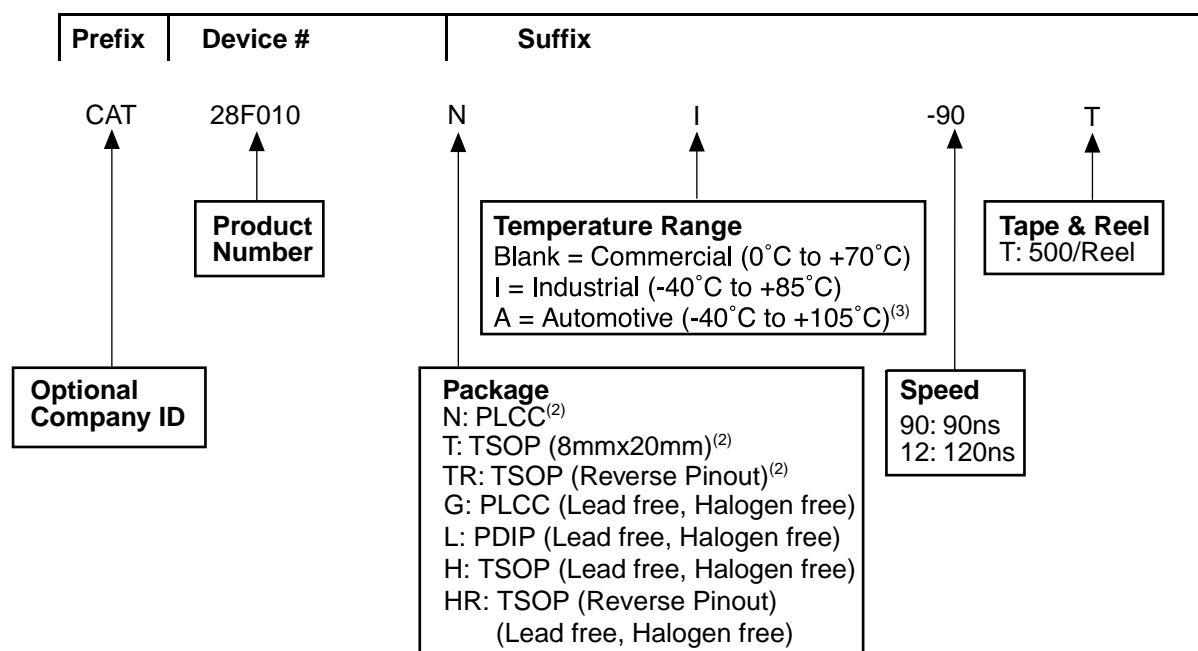 Prefix Device # Suffix
CAT 28F010 N I -90 T
Product
Number
Temperature Range
Blank = Commercial (0˚C to +70˚C)
I = Industrial (-40˚C to +85˚C)
A = Automotive (-40˚C to +105˚C)(3)
Tape & Reel
T: 500/Reel
Optional
Company ID
Package
N: PLCC(2)
T: TSOP (8mmx20mm)(2)
TR: TSOP (Reverse Pinout)(2)
G: PLCC (Lead free, Halogen free)
L: PDIP (Lead free, Halogen free)
H: TSOP (Lead free, Halogen free)
HR: TSOP (Reverse Pinout)
(Lead free, Halogen free)
Speed
90: 90ns
12: 120ns